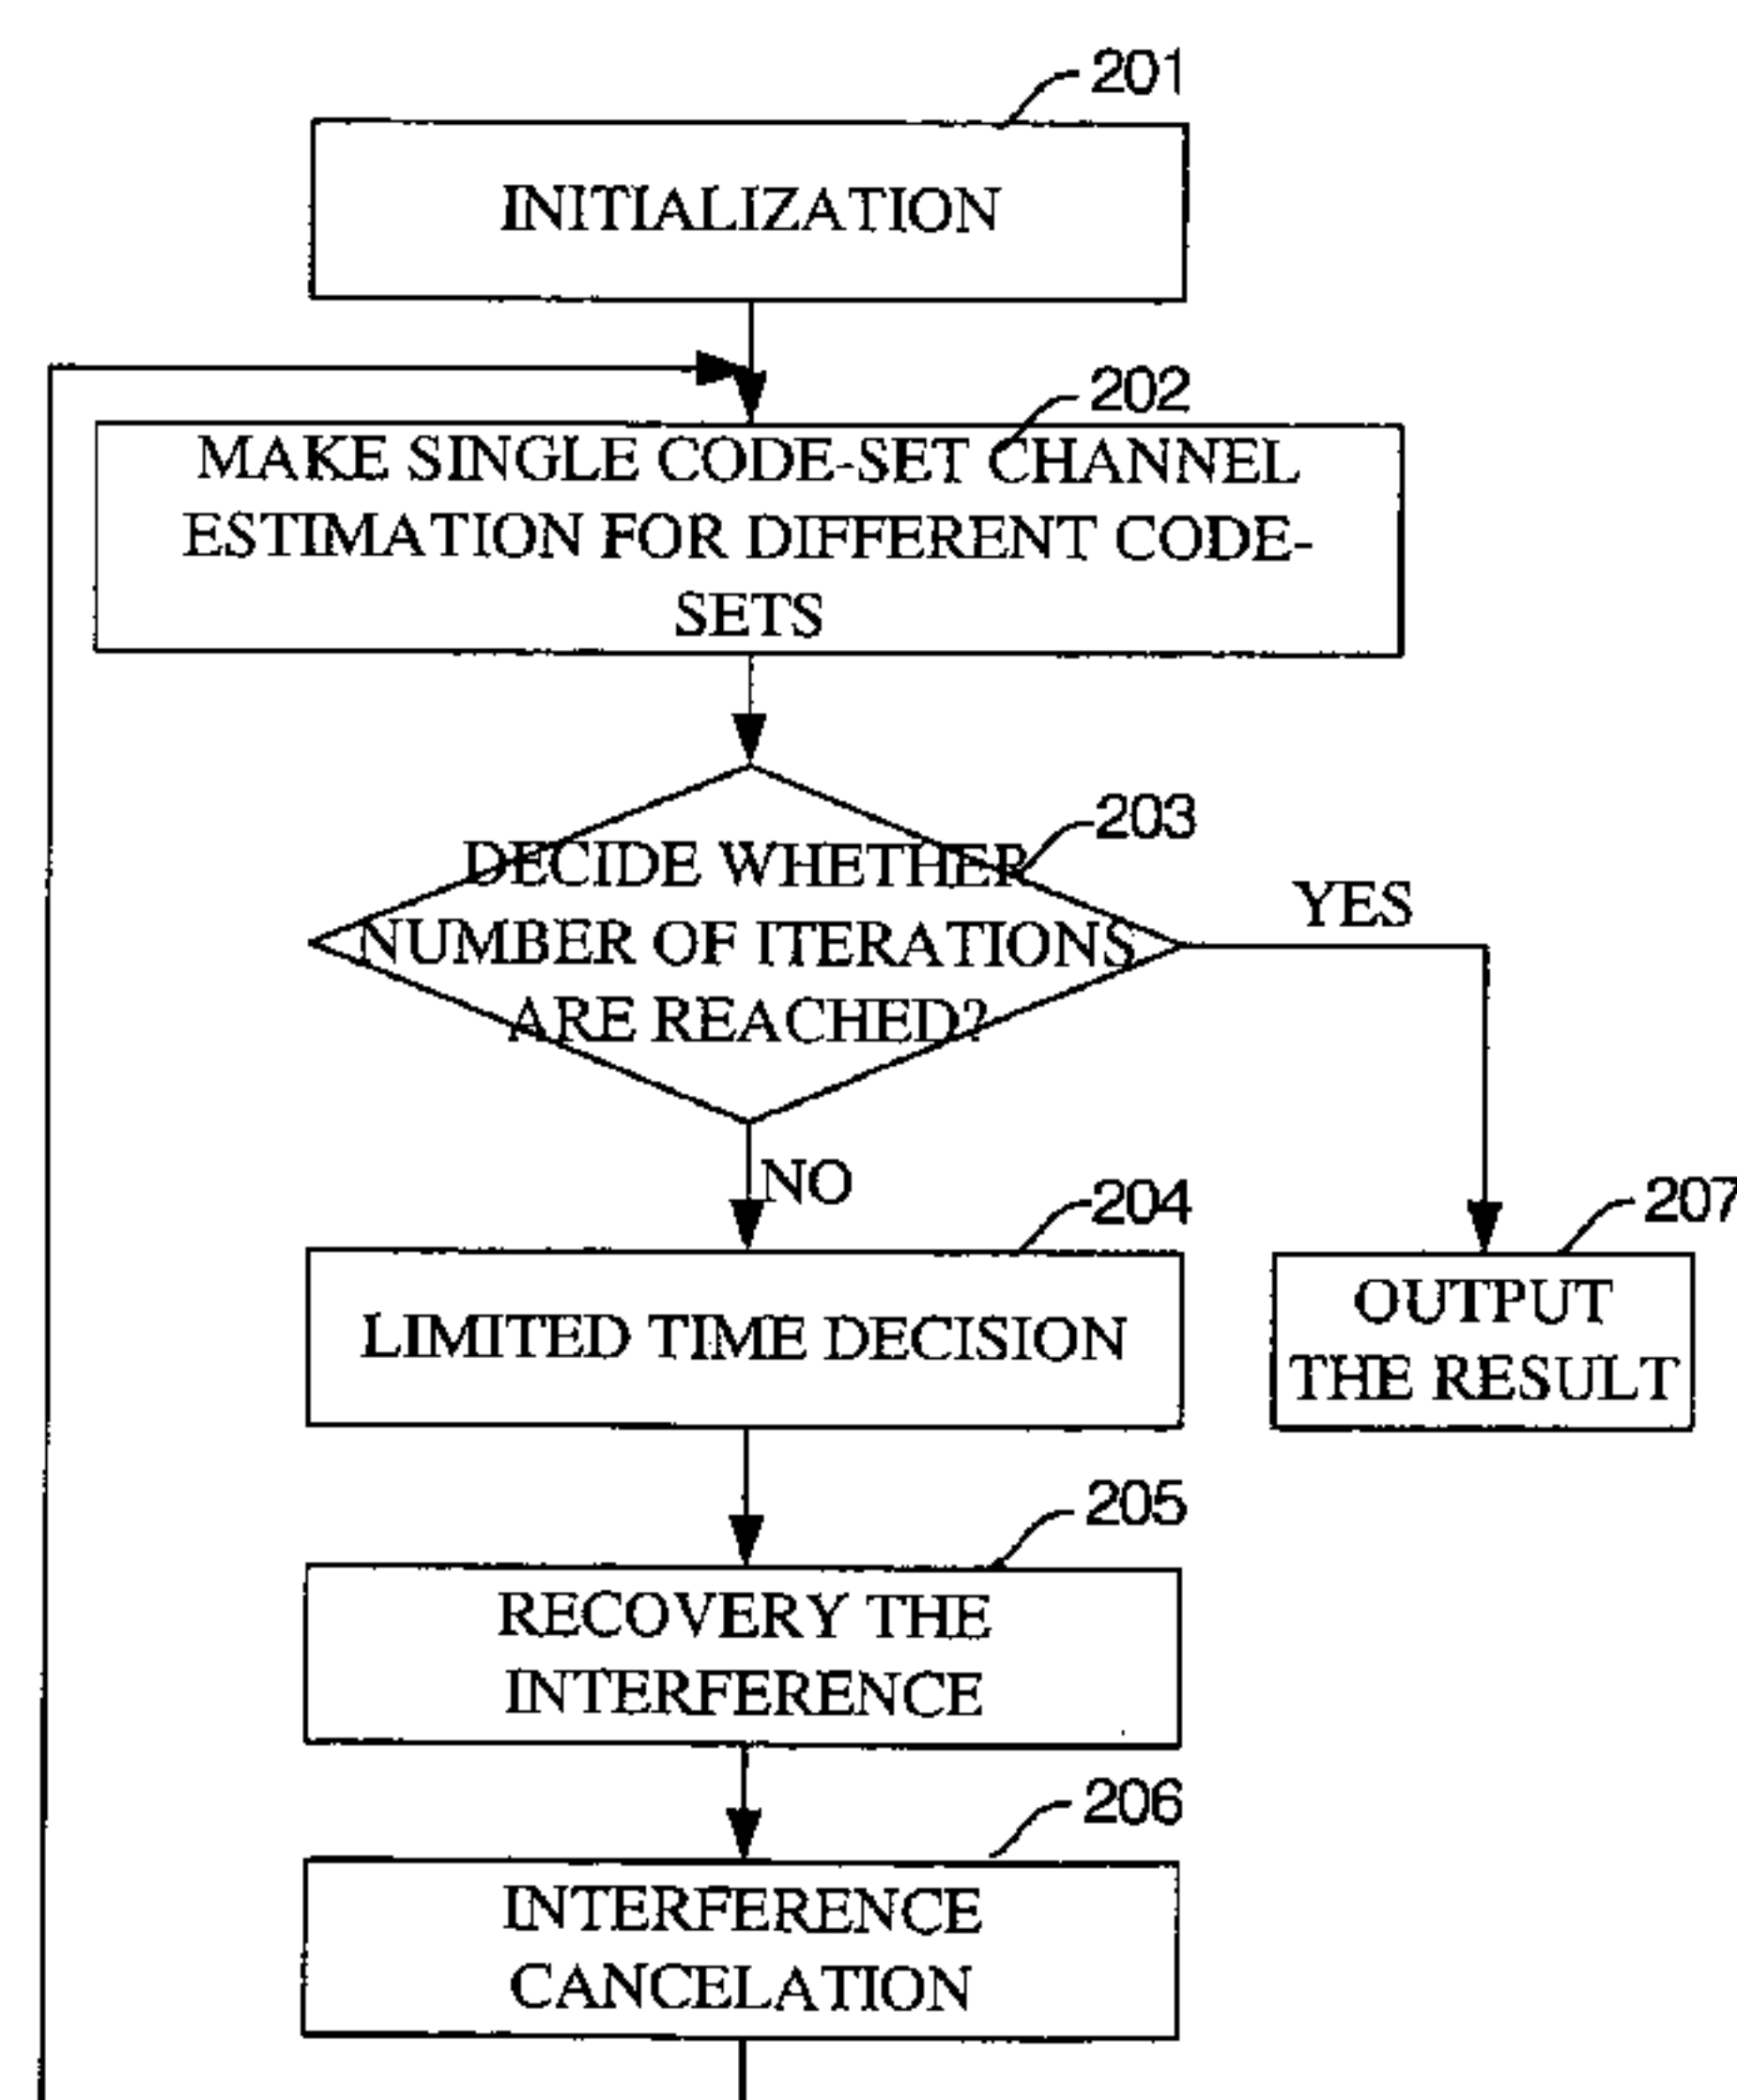 201
INITIALIZATION
202
MAKE SINGLE CODE-SET CHANNEL
ESTIMATION FOR DIFFERENT CODE-
SETS
203
DECIDE WHETHER
NUMBER OF ITERATIONS
ARE REACHED?
YES
NO
204
LIMITED TIME DECISION
207
OUTPUT
THE RESULT
205
RECOVERY THE
INTERFERENCE
206
INTERFERENCE
CANCELATION